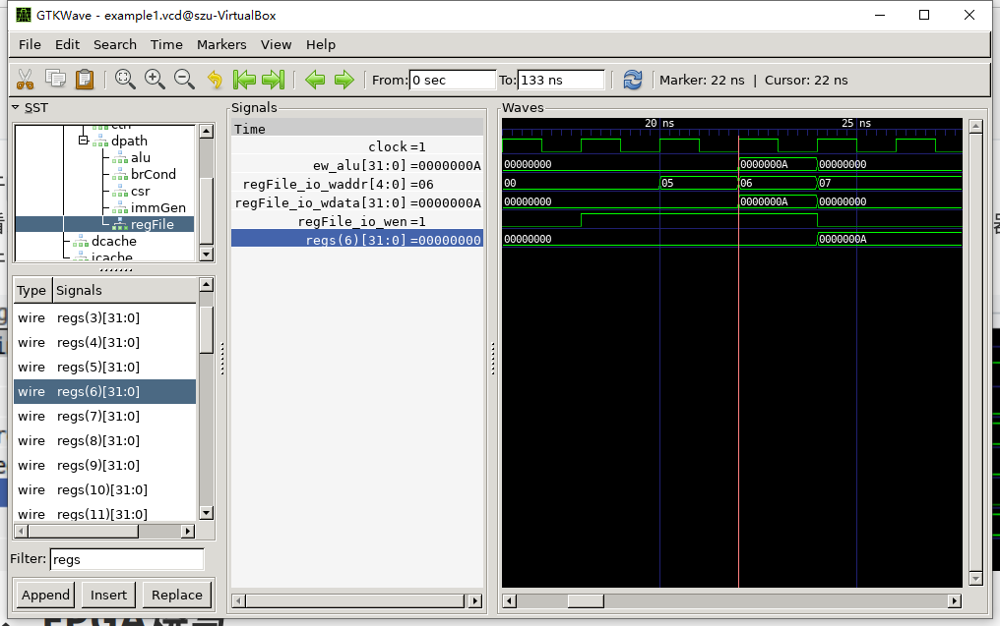 GTKWave - example1.vcd@szu-VirtualBox
File Edit Search Time Markers View Help
From: 0 sec To: 133 ns Marker: 22 ns | Cursor: 22 ns
SST
ctrl
dpath
alu
brCond
csr
immGen
regFile
dcache
icache
Type Signals
wire regs(3)[31:0]
wire regs(4)[31:0]
wire regs(5)[31:0]
wire regs(6)[31:0]
wire regs(7)[31:0]
wire regs(8)[31:0]
wire regs(9)[31:0]
wire regs(10)[31:0]
wire regs(11)[31:0]
Filter: regs
Append Insert Replace
Signals
Time
clock =1
ew_alu[31:0] =0000000A
regFile_io_waddr[4:0] =06
regFile_io_wdata[31:0] =0000000A
regFile_io_wen =1
regs(6)[31:0] =00000000
Waves
20 ns 25 ns
00000000 0000000A 00000000
00 05 06 07
00000000 0000000A 00000000
00000000 0000000A